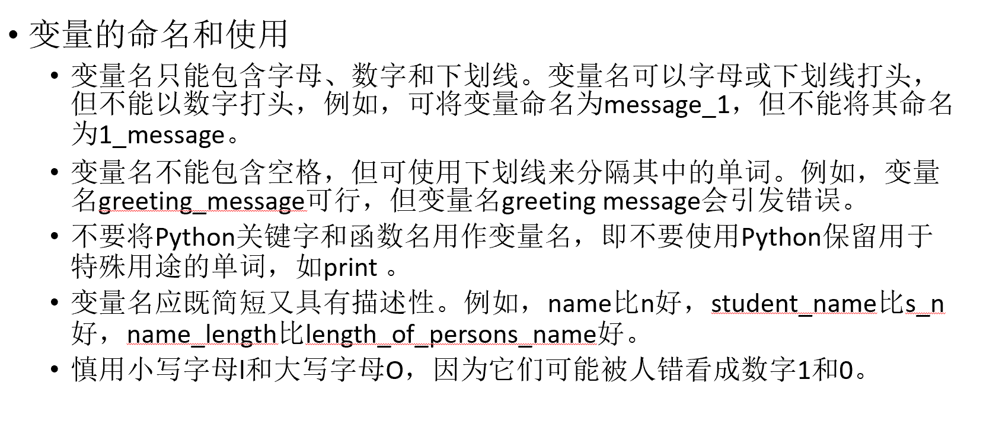 • 变量的命名和使用
• 变量名只能包含字母、数字和下划线。变量名可以字母或下划线打头，
但不能以数字打头，例如，可将变量命名为message_1，但不能将其命名
为1_message。
• 变量名不能包含空格，但可使用下划线来分隔其中的单词。例如，变量
名greeting_message可行，但变量名greeting message会引发错误。
• 不要将Python关键字和函数名用作变量名，即不要使用Python保留用于
特殊用途的单词，如print 。
• 变量名应既简短又具有描述性。例如，name比n好，student_name比s_n
好，name_length比length_of_persons_name好。
• 慎用小写字母l和大写字母O，因为它们可能被人错看成数字1和0。